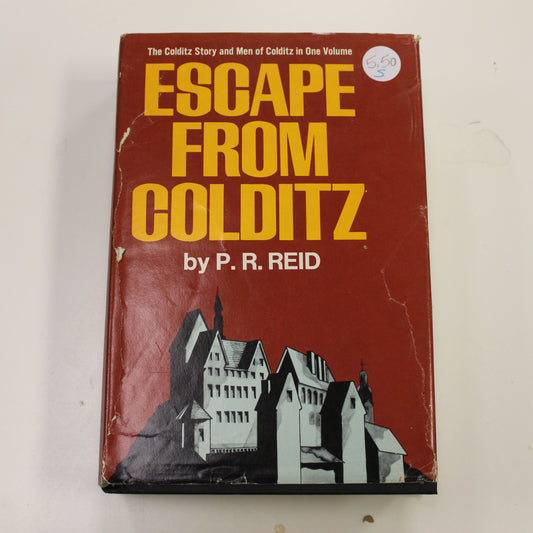 The Colditz Story and Men of Colditz in One Volume
5.50
S
ESCAPE
FROM
COLDITZ
by P. R. REID